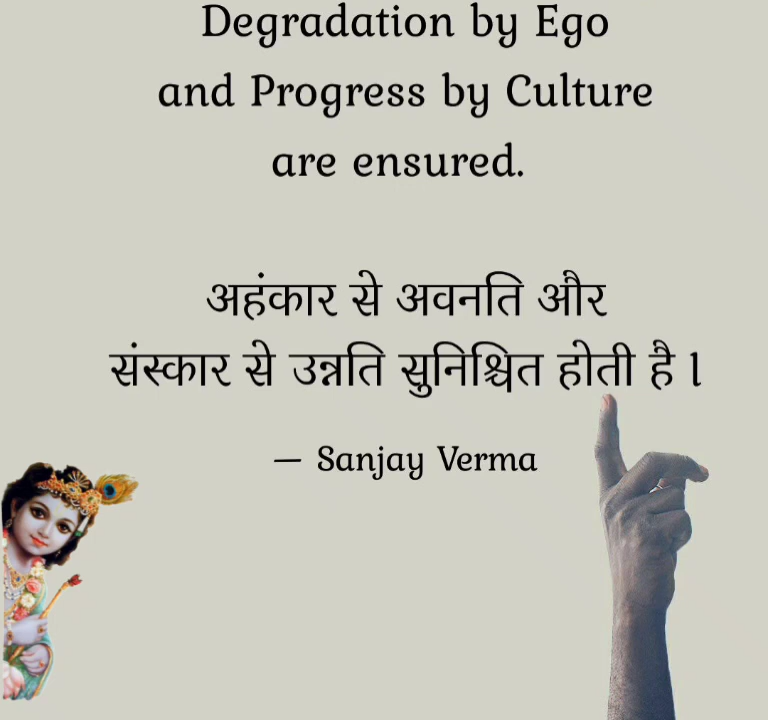 Degradation by Ego
and Progress by Culture
are ensured.
अहंकार से अवनति और
संस्कार से उन्नति सुनिश्चित होती है l
— Sanjay Verma